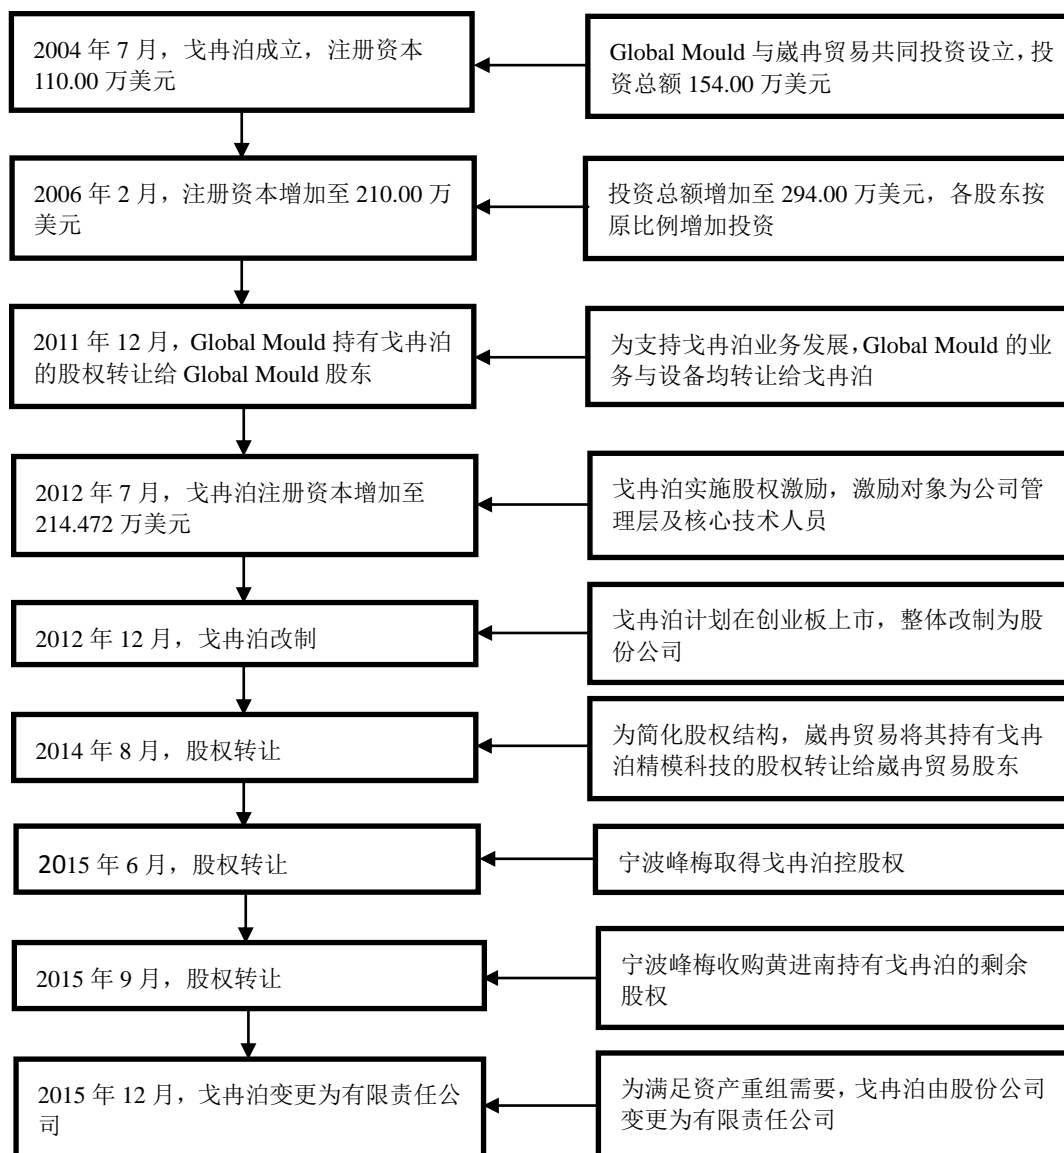 2004 年 7 月，戈冉泊成立，注册资本
110.00 万美元
Global Mould 与崴冉贸易共同投资设立，投
资总额 154.00 万美元
2006 年 2 月，注册资本增加至 210.00 万
美元
投资总额增加至 294.00 万美元，各股东按
原比例增加投资
2011 年 12 月，Global Mould 持有戈冉泊
的股权转让给 Global Mould 股东
为支持戈冉泊业务发展，Global Mould 的业
务与设备均转让给戈冉泊
2012 年 7 月，戈冉泊注册资本增加至
214.472 万美元
戈冉泊实施股权激励，激励对象为公司管
理层及核心技术人员
2012 年 12 月，戈冉泊改制
戈冉泊计划在创业板上市，整体改制为股
份公司
2014 年 8 月，股权转让
为简化股权结构，崴冉贸易将其持有戈冉
泊精模科技的股权转让给崴冉贸易股东
2015 年 6 月，股权转让
宁波峰梅取得戈冉泊控股权
2015 年 9 月，股权转让
宁波峰梅收购黄进南持有戈冉泊的剩余
股权
2015 年 12 月，戈冉泊变更为有限责任公
司
为满足资产重组需要，戈冉泊由股份公司
变更为有限责任公司